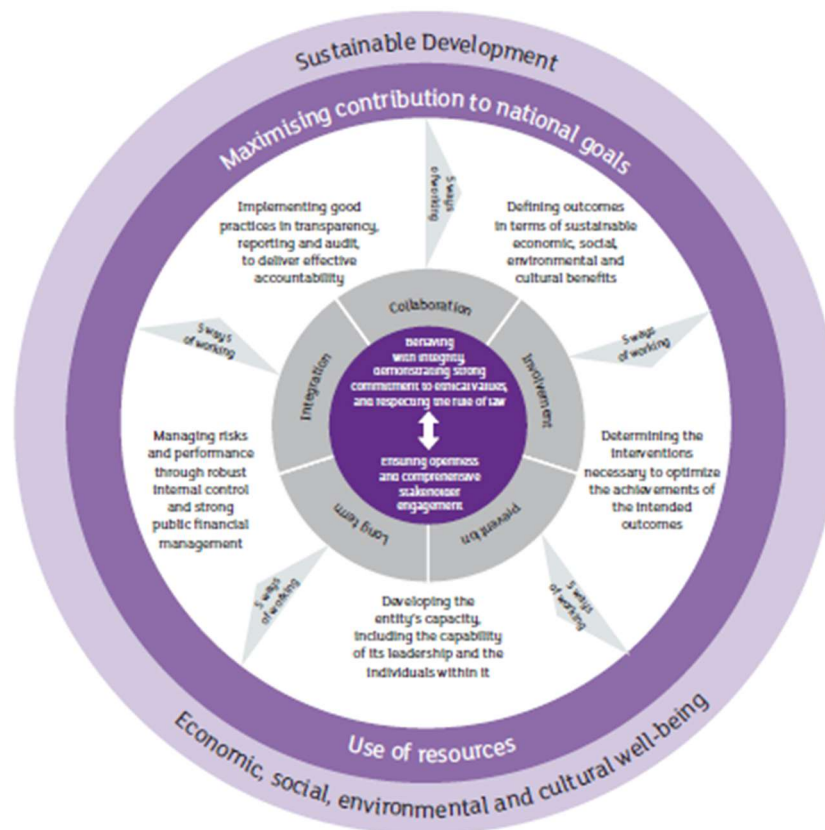 Sustainable Development
Maximising contribution to national goals
5 ways
of working
Implementing good
practices in transparency,
reporting and audit,
to deliver effective
accountability
Defining outcomes
in terms of sustainable
economic, social,
environmental and
cultural benefits
Collaboration
5 ways
of working
5 ways
of working
Integration
Involvement
Behaving
with integrity,
demonstrating strong
commitment to ethical values,
and respecting the rule of law
Ensuring openness
and comprehensive
stakeholder
engagement
Managing risks
and performance
through robust
internal control
and strong
public financial
management
Determining the
interventions
necessary to optimize
the achievements of
the intended
outcomes
Long term
Prevention
5 ways
of working
5 ways
of working
Developing the
entity's capacity,
including the capability
of its leadership and the
individuals within it
Use of resources
Economic, social, environmental and cultural well-being